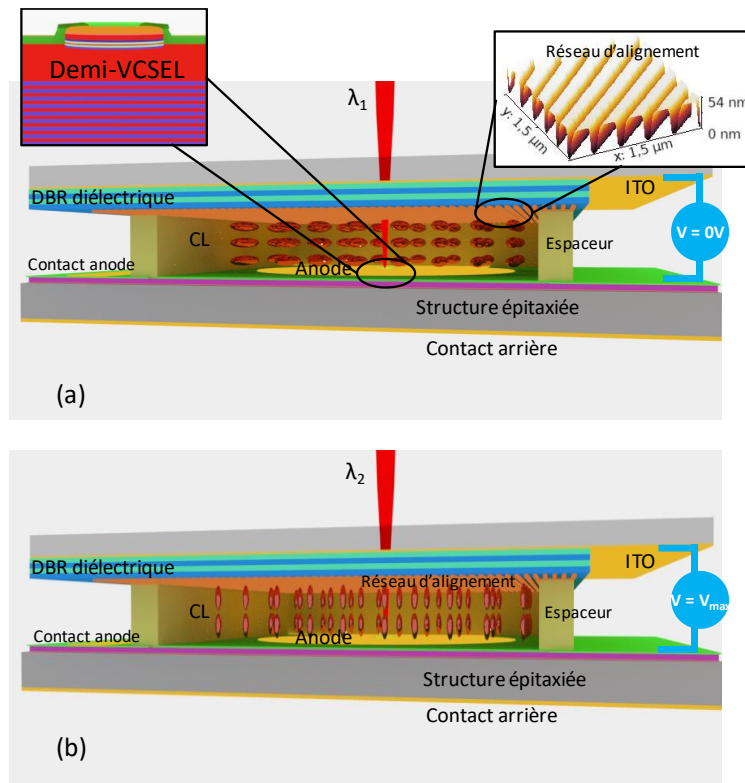 Demi-VCSEL
Réseau d'alignement
54 nm
0 nm
y: 1,5 µm
x: 1,5 µm
λ1
DBR diélectrique
ITO
CL
V = 0V
Espaceur
Contact anode
Anode
Structure épitaxiée
Contact arrière
(a)
λ2
DBR diélectrique
ITO
Réseau d'alignement
CL
V = Vmax
Espaceur
Contact anode
Anode
Structure épitaxiée
Contact arrière
(b)